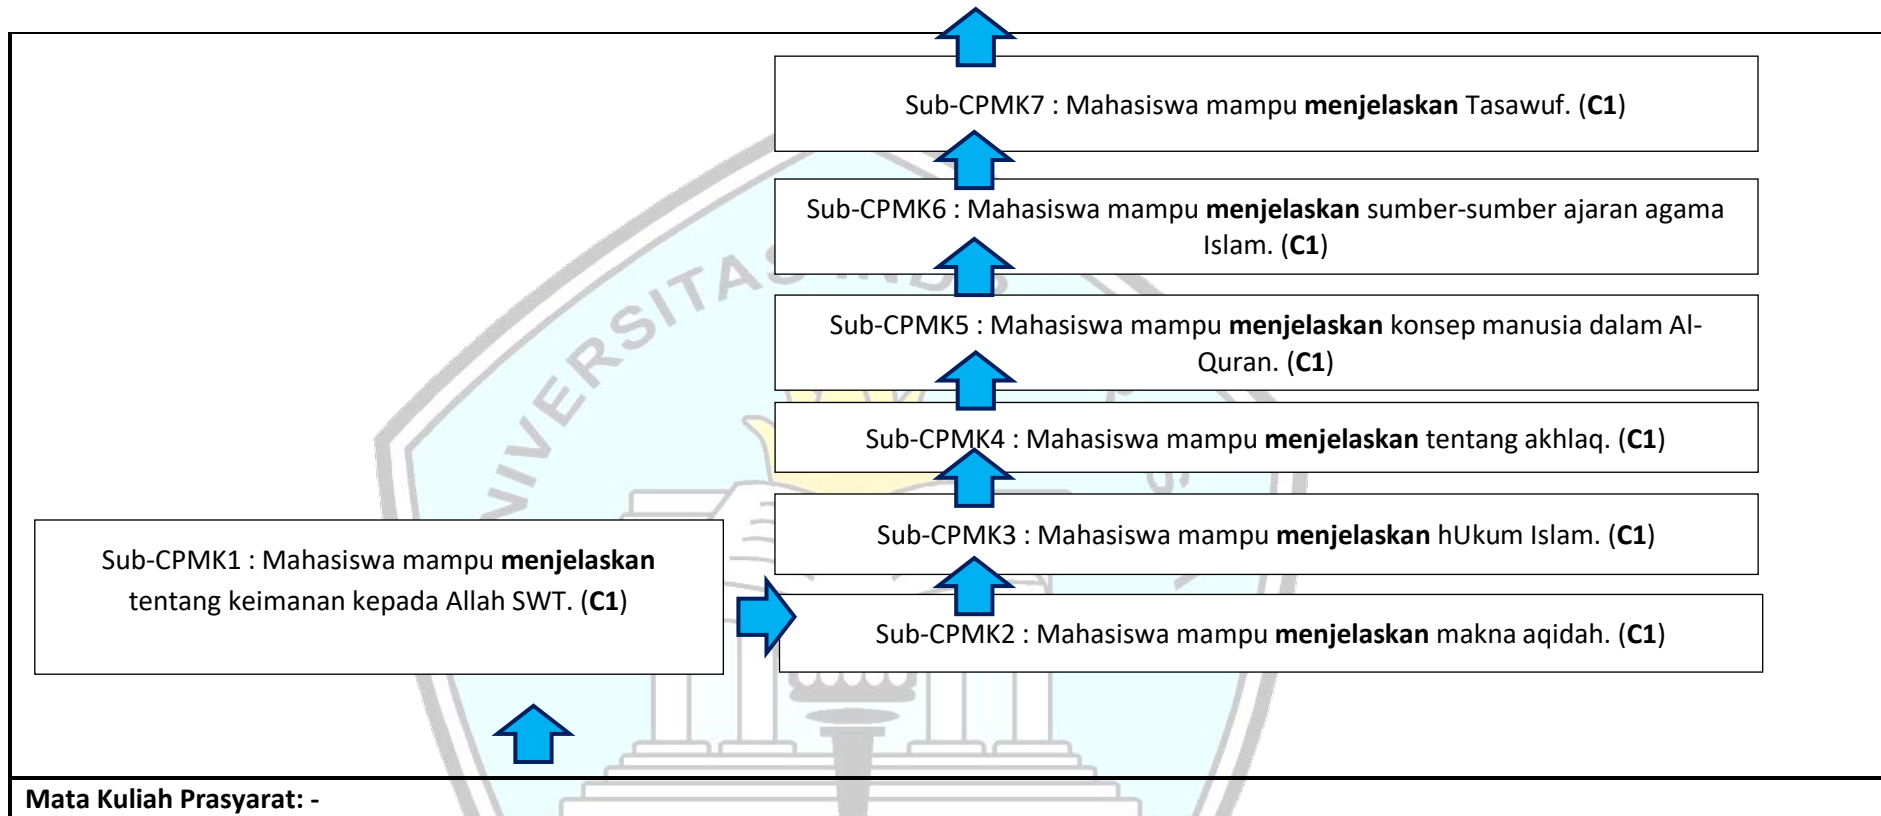 Sub-CPMK7 : Mahasiswa mampu menjelaskan Tasawuf. (C1)
Sub-CPMK6 : Mahasiswa mampu menjelaskan sumber-sumber ajaran agama
Islam. (C1)
Sub-CPMK5 : Mahasiswa mampu menjelaskan konsep manusia dalam Al-
Quran. (C1)
Sub-CPMK4 : Mahasiswa mampu menjelaskan tentang akhlaq. (C1)
Sub-CPMK3 : Mahasiswa mampu menjelaskan hUkum Islam. (C1)
Sub-CPMK1 : Mahasiswa mampu menjelaskan
tentang keimanan kepada Allah SWT. (C1)
Sub-CPMK2 : Mahasiswa mampu menjelaskan makna aqidah. (C1)
Mata Kuliah Prasyarat: -